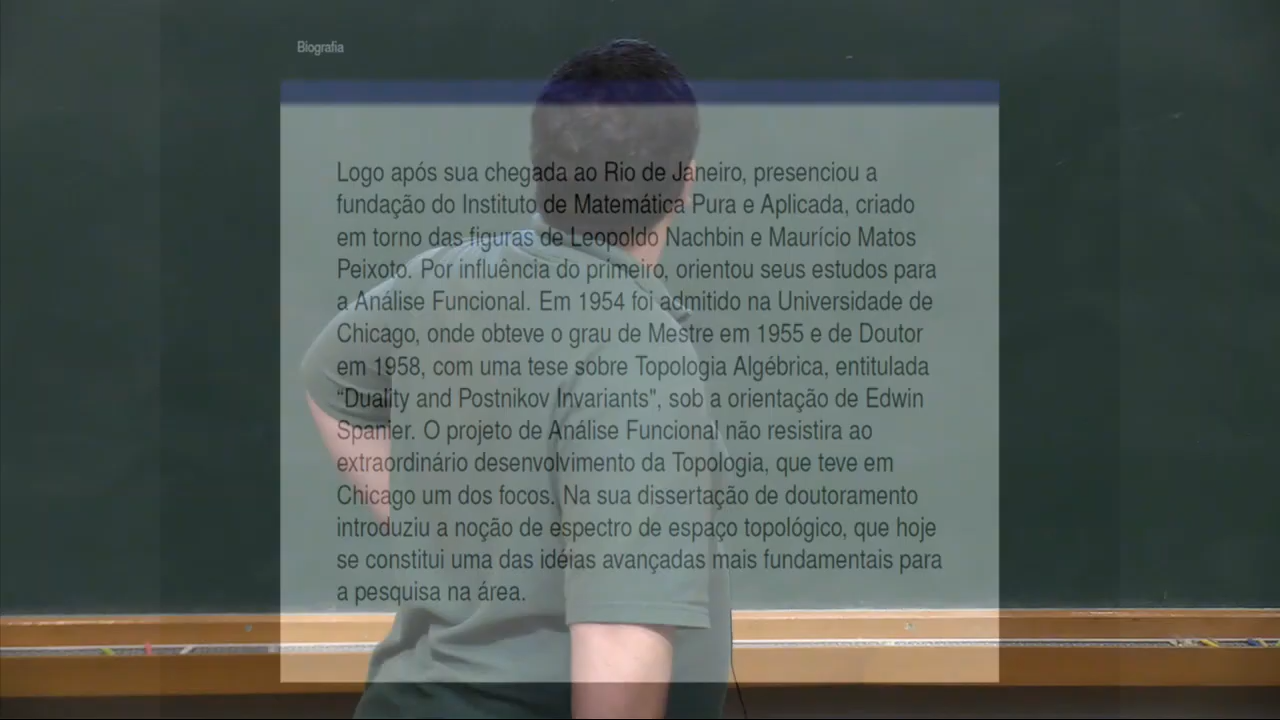 Biografia
Logo após sua chegada ao Rio de Janeiro, presenciou a
fundação do Instituto de Matemática Pura e Aplicada, criado
em torno das figuras de Leopoldo Nachbin e Maurício Matos
Peixoto. Por influência do primeiro, orientou seus estudos para
a Análise Funcional. Em 1954 foi admitido na Universidade de
Chicago, onde obteve o grau de Mestre em 1955 e de Doutor
em 1958, com uma tese sobre Topologia Algébrica, entitulada
“Duality and Postnikov Invariants", sob a orientação de Edwin
Spanier. O projeto de Análise Funcional não resistira ao
extraordinário desenvolvimento da Topologia, que teve em
Chicago um dos focos. Na sua dissertação de doutoramento
introduziu a noção de espectro de espaço topológico, que hoje
se constitui uma das idéias avançadas mais fundamentais para
a pesquisa na área.